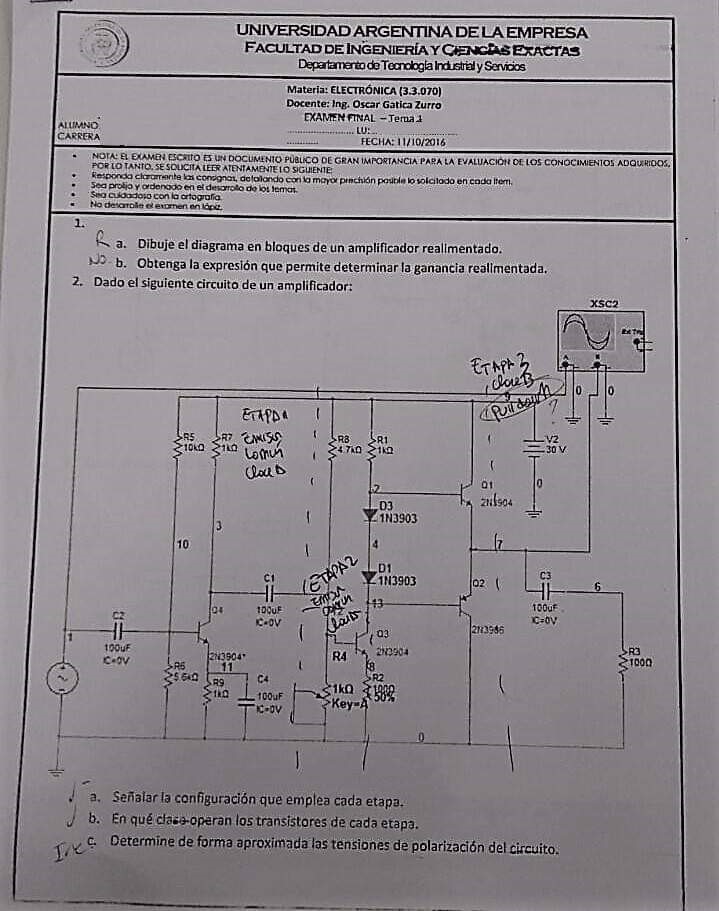 UNIVERSIDAD ARGENTINA DE LA EMPRESA
FACULTAD DE INGENIERÍA Y CIENCIAS EXACTAS
Departamento de Tecnología Industrial y Servicios
Materia: ELECTRÓNICA (3.3.070)
Docente: Ing. Oscar Gatica Zurro
EXAMEN FINAL – Tema 1
ALUMNO:
LU:
CARRERA
FECHA: 11/10/2016
• NOTA: EL EXAMEN ESCRITO ES UN DOCUMENTO PÚBLICO DE GRAN IMPORTANCIA PARA LA EVALUACIÓN DE LOS CONOCIMIENTOS ADQUIRIDOS,
POR LO TANTO, SE SOLICITA LEER ATENTAMENTE LO SIGUIENTE:
• Responda claramente las consignas, detallando con la mayor precisión posible lo solicitado en cada ítem.
• Sea prolijo y ordenado en el desarrollo de los temas.
• Sea cuidadoso con la ortografía.
• No desarrolle el examen en lápiz.
1.
R a. Dibuje el diagrama en bloques de un amplificador realimentado.
NO b. Obtenga la expresión que permite determinar la ganancia realimentada.
2. Dado el siguiente circuito de un amplificador:
XSC2
Ext Trig
A B
ETAPA 3
Clase B
Pull down
?
0 0
ETAPA
EMISOR
COMÚN
Clase
R5
10kΩ
R7
1kΩ
R8
4.7kΩ
R1
1kΩ
V2
30 V
2
Q1
2N3904
0
D3
1N3903
3
10
4
7
D1
1N3903
ETAPA 2
C1
100uF
IC=0V
Q2
2N3906
C3
100uF
IC=0V
6
13
Q4
2N3904*
C2
100uF
IC=0V
1
Q3
2N3904
R4
1kΩ
Key=A
50%
8
R2
R3
100Ω
11
R6
5.6kΩ
R9
1kΩ
C4
100uF
IC=0V
0
a. Señalar la configuración que emplea cada etapa.
b. En qué clase operan los transistores de cada etapa.
c. Determine de forma aproximada las tensiones de polarización del circuito.